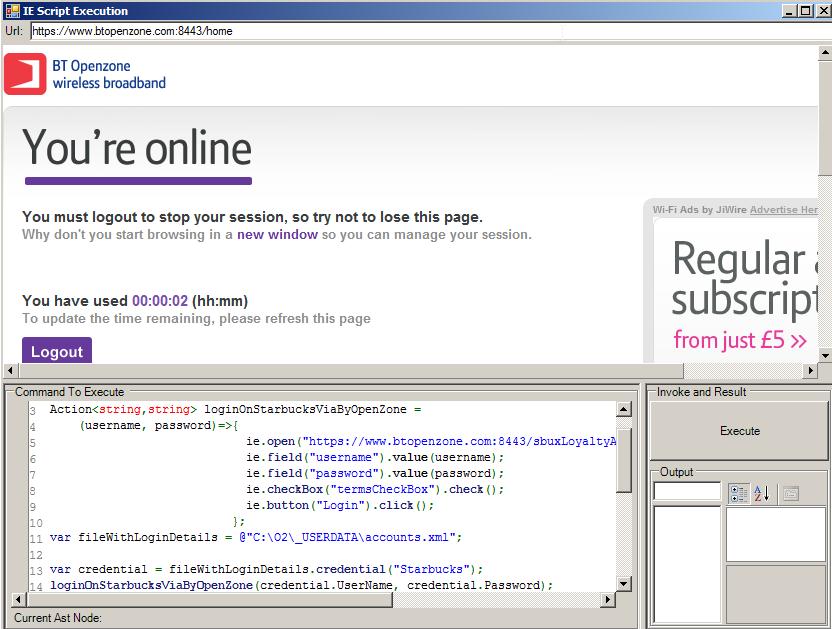 IE Script Execution
Url: https://www.btopenzone.com:8443/home
BT Openzone
wireless broadband
You're online
You must logout to stop your session, so try not to lose this page.
Why don't you start browsing in a new window so you can manage your session.
Wi-Fi Ads by JiWire Advertise Her
Regular a
subscript
from just £5 >>
You have used 00:00:02 (hh:mm)
To update the time remaining, please refresh this page
Logout
Command To Execute
3 Action<string,string> loginOnStarbucksViaByOpenZone =
4 (username, password)=>{
5 ie.open("https://www.btopenzone.com:8443/sbuxLoyaltyA
6 ie.field("username").value(username);
7 ie.field("password").value(password);
8 ie.checkBox("termsCheckBox").check();
9 ie.button("Login").click();
10 };
11 var fileWithLoginDetails = @"C:\O2\_USERDATA\accounts.xml";
12
13 var credential = fileWithLoginDetails.credential("Starbucks");
14 loginOnStarbucksViaByOpenZone(credential.UserName, credential.Password);
Current Ast Node:
Invoke and Result
Execute
Output